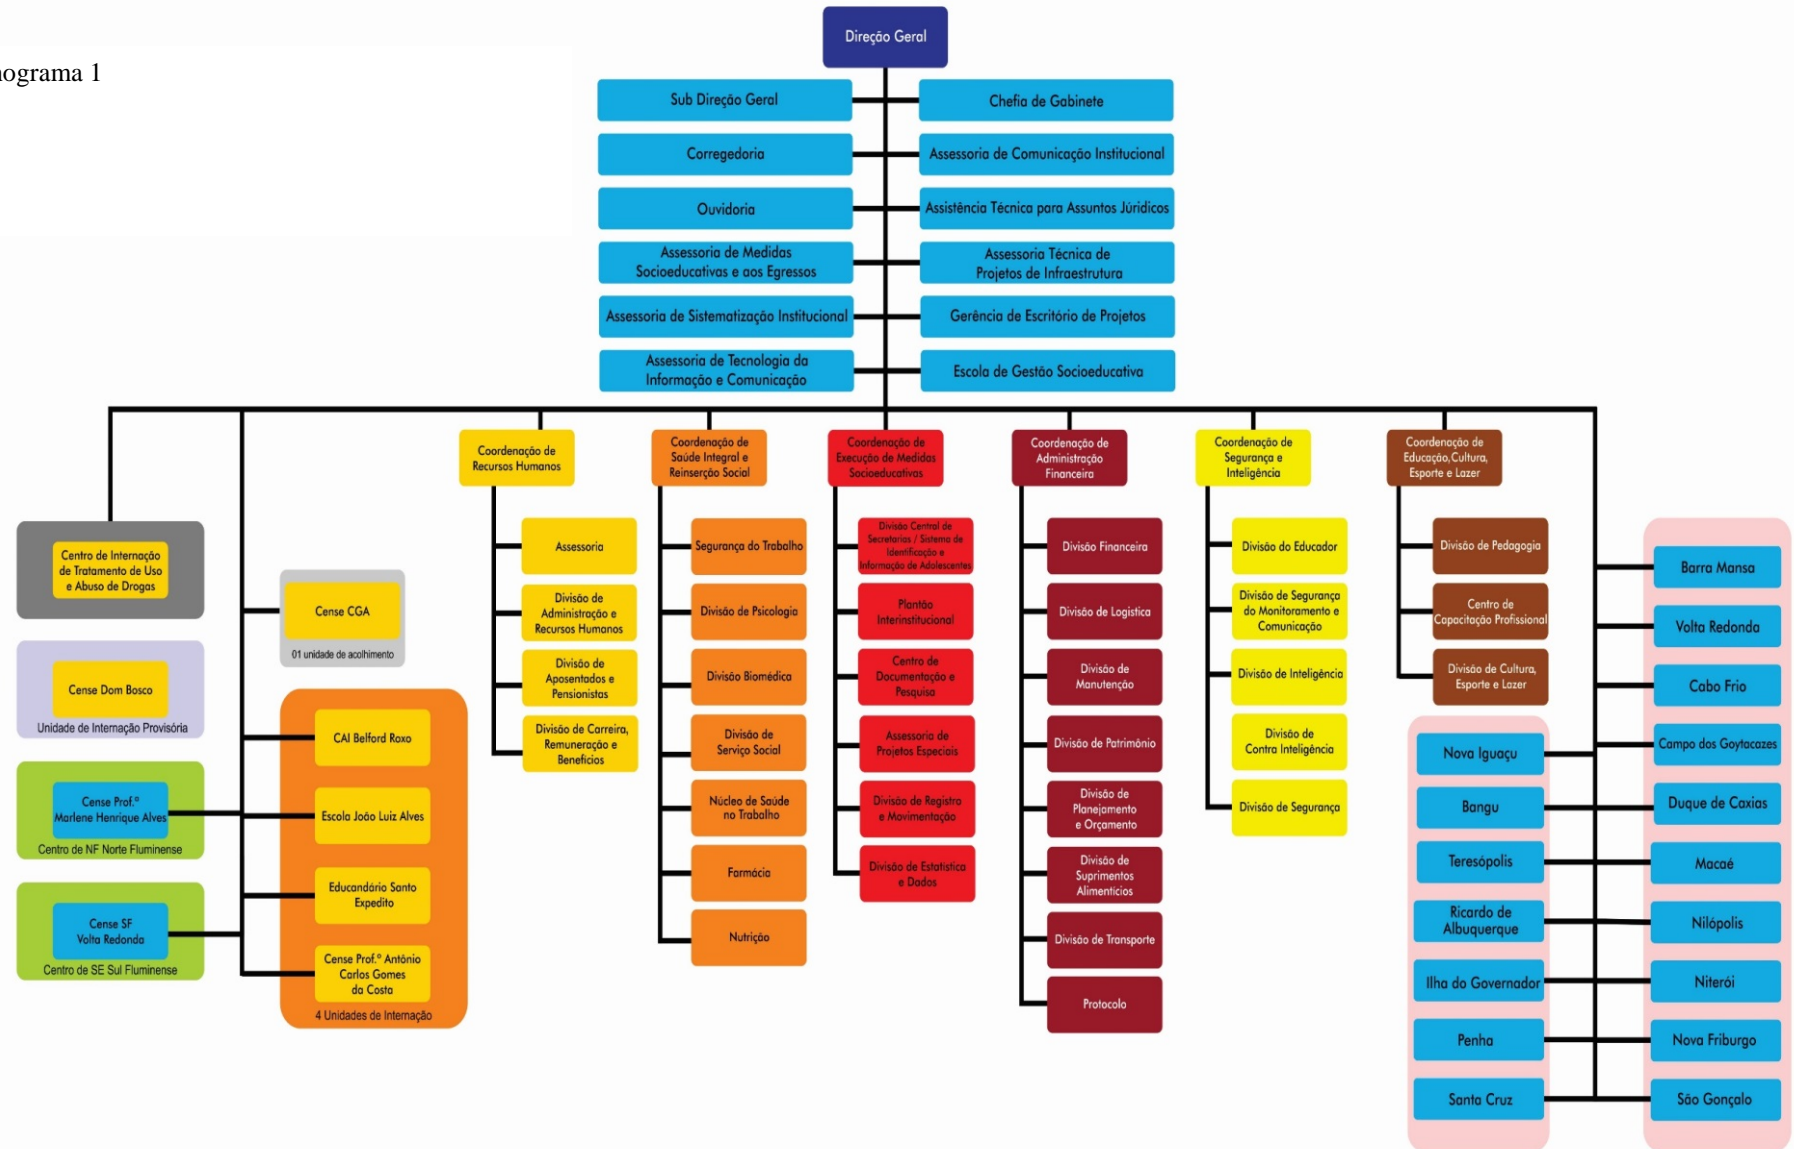 nograma 1
Direção Geral
Sub Direção Geral
Chefia de Gabinete
Corregedoria
Assessoria de Comunicação Institucional
Ouvidoria
Assistência Técnica para Assuntos Júridicos
Assessoria de Medidas
Socioeducativas e aos Egressos
Assessoria Técnica de
Projetos de Infraestrutura
Assessoria de Sistematização Institucional
Gerência de Escritório de Projetos
Assessoria de Tecnologia da
Informação e Comunicação
Escola de Gestão Socioeducativa
Centro de Internação
de Tratamento de Uso
e Abuso de Drogas
Cense Dom Bosco
Unidade de Internação Provisória
Cense Prof.º
Marlene Henrique Alves
Centro de NF Norte Fluminense
Cense SF
Volta Redonda
Centro de SE Sul Fluminense
Cense CGA
01 unidade de acolhimento
CAI Belford Roxo
Escola João Luiz Alves
Educandário Santo
Expedito
Cense Prof.º Antônio
Carlos Gomes
da Costa
4 Unidades de Internação
Coordenação de
Recursos Humanos
Assessoria
Divisão de
Administração e
Recursos Humanos
Divisão de
Aposentados e
Pensionistas
Divisão de Carreira,
Remuneração e
Benefícios
Coordenação de
Saúde Integral e
Reinserção Social
Segurança do Trabalho
Divisão de Psicologia
Divisão Biomédica
Divisão de
Serviço Social
Núcleo de Saúde
no Trabalho
Farmácia
Nutrição
Coordenação de
Execução de Medidas
Socioeducativas
Divisão Central de
Secretarias / Sistema de
Identificação e
Informação de Adolescentes
Plantão
Interinstitucional
Centro de
Documentação e
Pesquisa
Assessoria de
Projetos Especiais
Divisão de Registro
e Movimentação
Divisão de Estatística
e Dados
Coordenação de
Administração
Financeira
Divisão Financeira
Divisão de Logística
Divisão de
Manutenção
Divisão de Patrimônio
Divisão de
Planejamento
e Orçamento
Divisão de
Suprimentos
Alimentícios
Divisão de Transporte
Protocolo
Coordenação de
Segurança e
Inteligência
Divisão do Educador
Divisão de Segurança
do Monitoramento e
Comunicação
Divisão de Inteligência
Divisão de
Contra Inteligência
Divisão de Segurança
Coordenação de
Educação,Cultura,
Esporte e Lazer
Divisão de Pedagogia
Centro de
Capacitação Profissional
Divisão de Cultura,
Esporte e Lazer
Nova Iguaçu
Bangu
Teresópolis
Ricardo de
Albuquerque
Ilha do Governador
Penha
Santa Cruz
Barra Mansa
Volta Redonda
Cabo Frio
Campo dos Goytacazes
Duque de Caxias
Macaé
Nilópolis
Niterói
Nova Friburgo
São Gonçalo